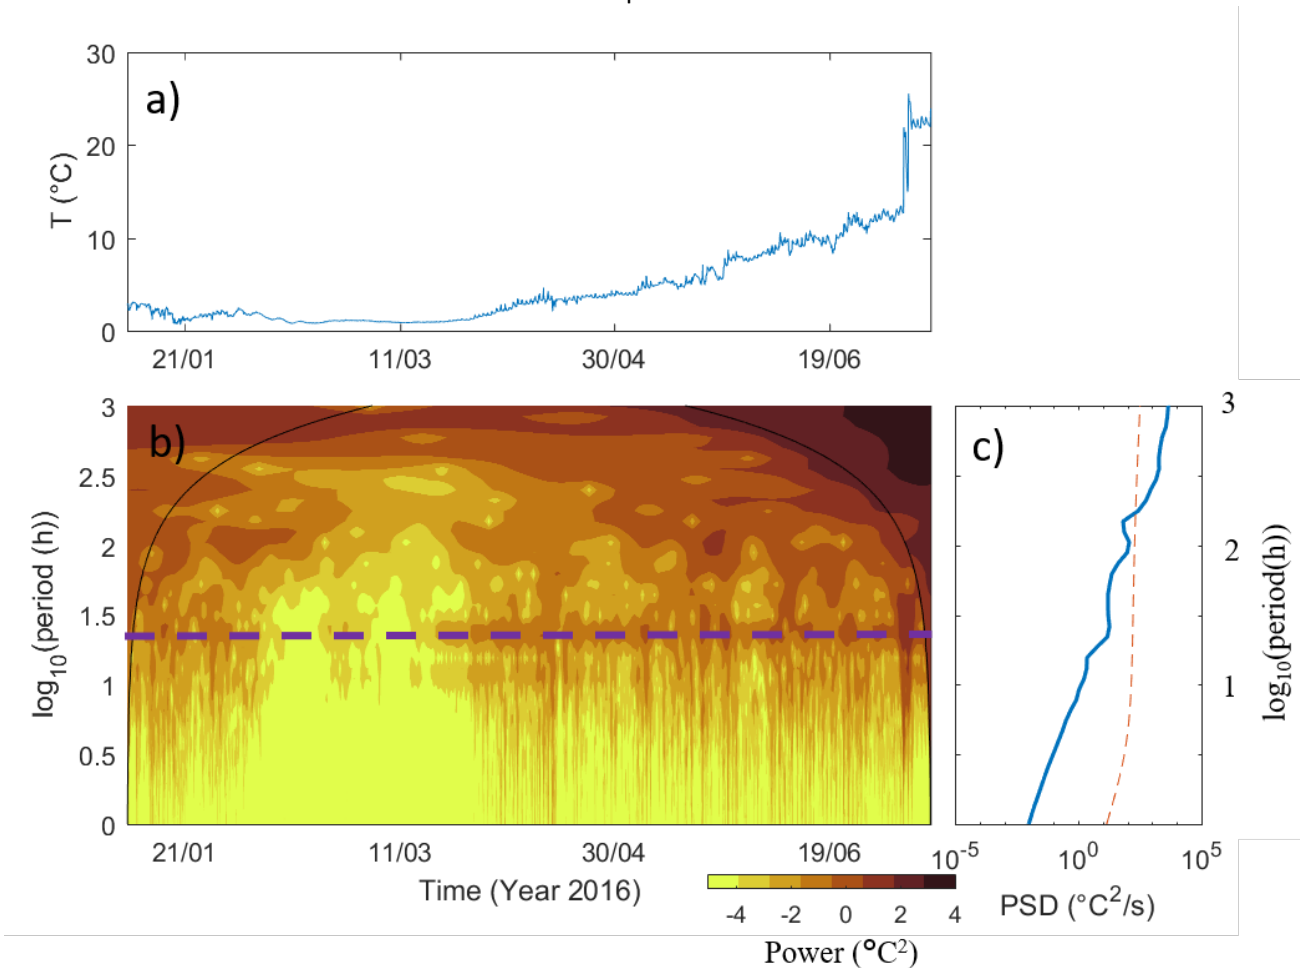 30
a)
20
T (°C)
10
0
21/01 11/03 30/04 19/06
3
b)
2.5
2
log10(period (h))
1.5
1
0.5
0
21/01 11/03 30/04 19/06
Time (Year 2016)
-4 -2 0 2 4
Power (°C2)
c)
3
2
log10(period(h))
1
10-5 100 105
PSD (°C2/s)